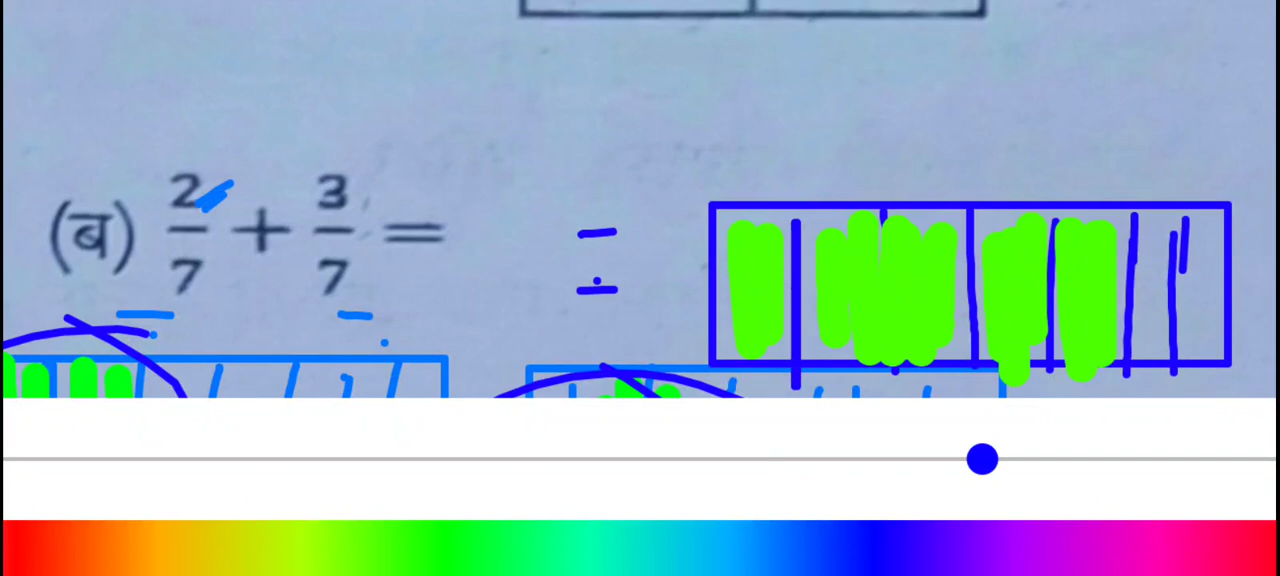 (ब) 2/7 + 3/7 =